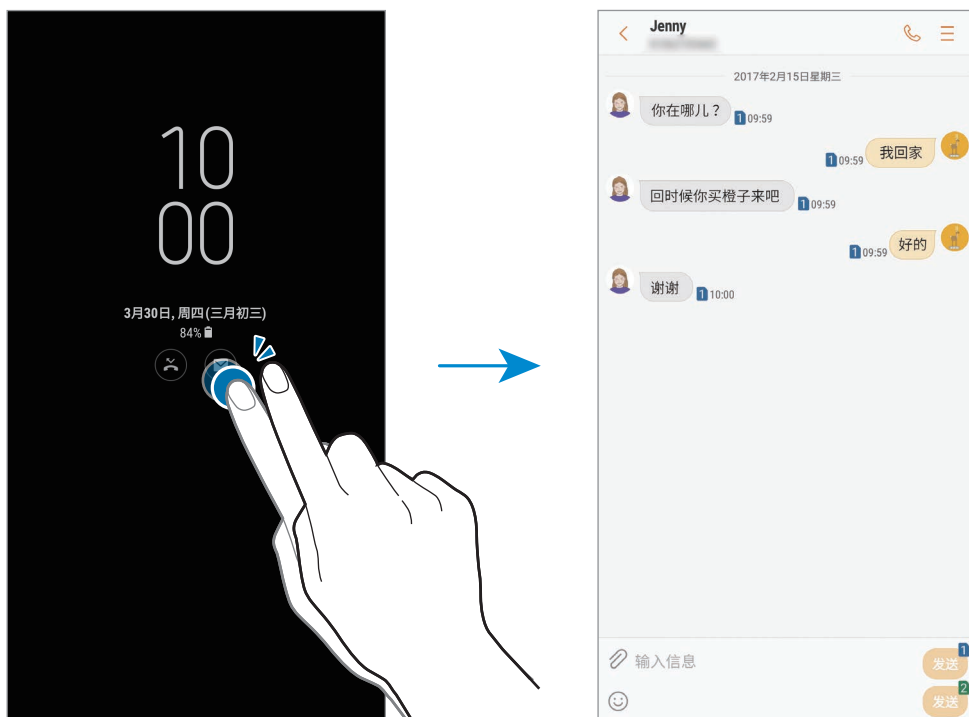 10
00
3月30日, 周四(三月初三)
84%
Jenny
2017年2月15日星期三
你在哪儿？
1 09:59
1 09:59 我回家
回时候你买橙子来吧
1 09:59
1 09:59 好的
谢谢
1 10:00
输入信息
发送 1
发送 2